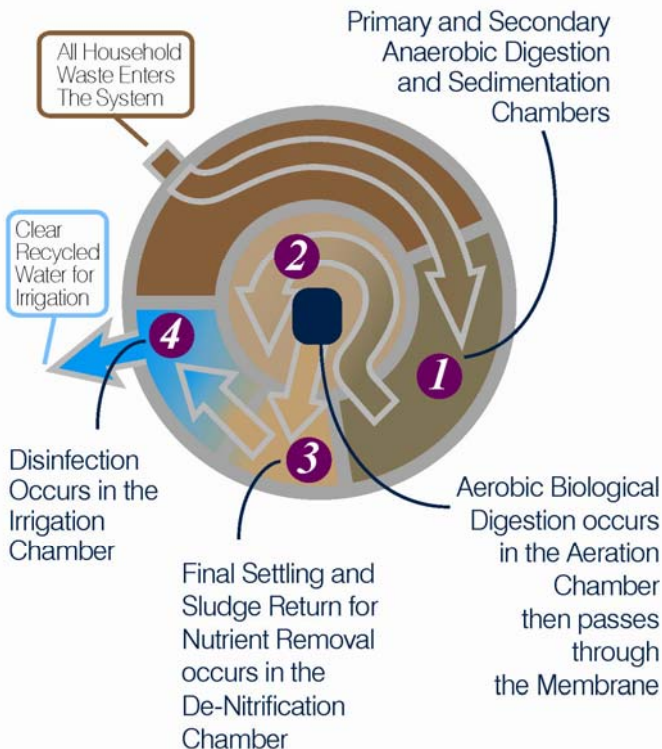 All Household
Waste Enters
The System
Primary and Secondary
Anaerobic Digestion
and Sedimentation
Chambers
Clear
Recycled
Water for
Irrigation
2
4
1
3
Disinfection
Occurs in the
Irrigation
Chamber
Final Settling and
Sludge Return for
Nutrient Removal
occurs in the
De-Nitrification
Chamber
Aerobic Biological
Digestion occurs
in the Aeration
Chamber
then passes
through
the Membrane